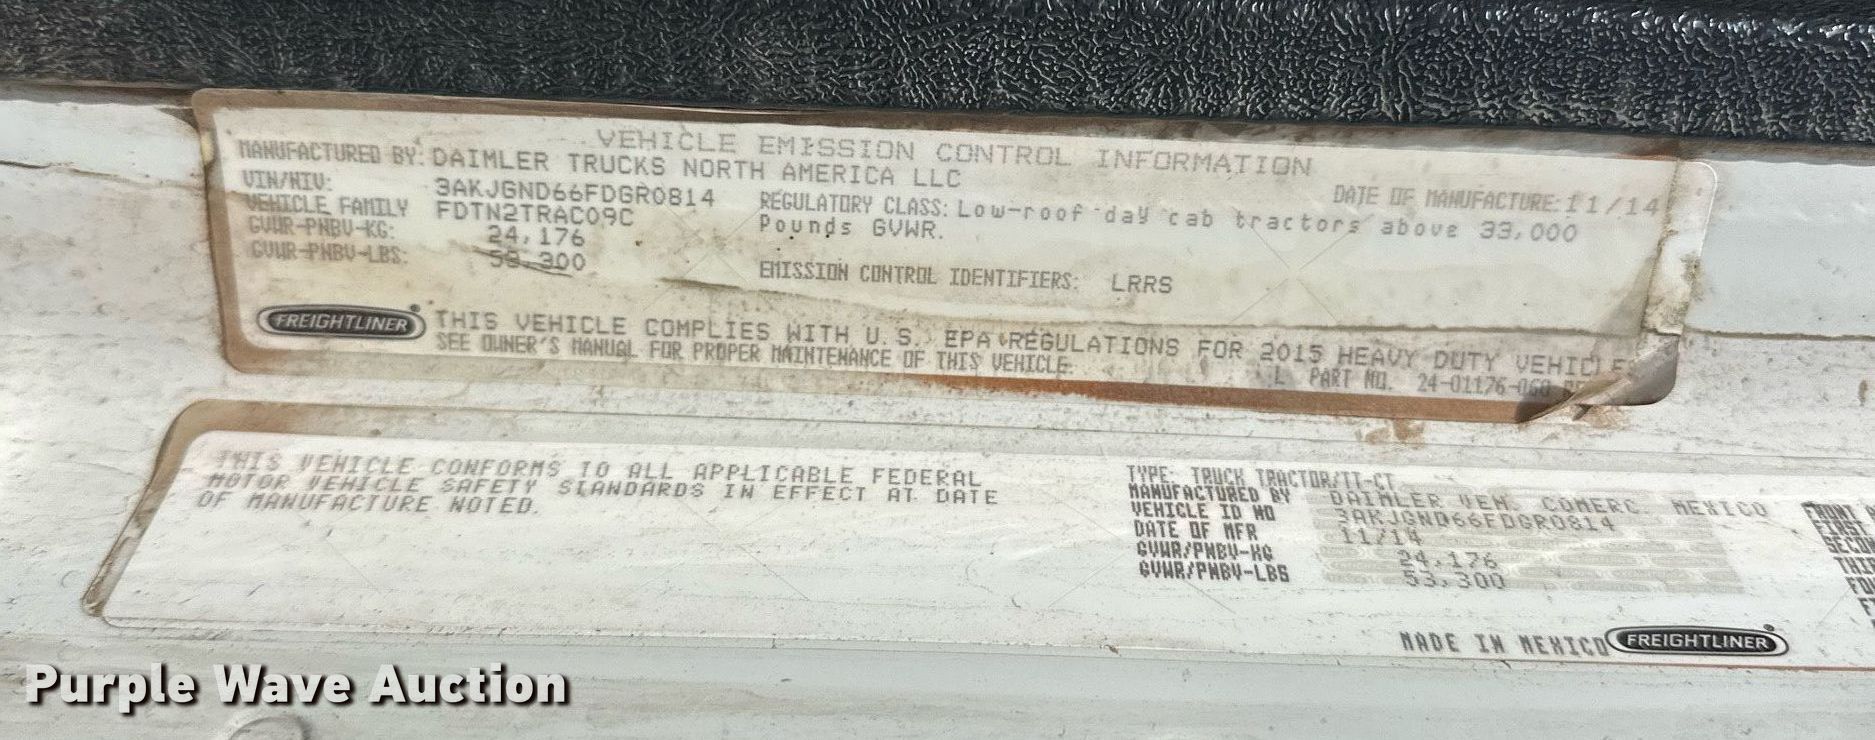 VEHICLE EMISSION CONTROL INFORMATION
MANUFACTURED BY: DAIMLER TRUCKS NORTH AMERICA LLC
DATE OF MANUFACTURE: 11/14
VIN/NIV: 3AKJGND66FDGR0814
REGULATORY CLASS: Low-roof day cab tractors above 33,000
VEHICLE FAMILY FDTN2TRAC09C
Pounds GVWR.
GVWR-PNBV-KG: 24,176
GVWR-PNBV-LBS: 53,300
EMISSION CONTROL IDENTIFIERS: LRRS
FREIGHTLINER
THIS VEHICLE COMPLIES WITH U.S. EPA REGULATIONS FOR 2015 HEAVY DUTY VEHICLES
SEE OWNER'S MANUAL FOR PROPER MAINTENANCE OF THIS VEHICLE.
PART NO. 24-01176-060
THIS VEHICLE CONFORMS TO ALL APPLICABLE FEDERAL
MOTOR VEHICLE SAFETY STANDARDS IN EFFECT AT DATE
OF MANUFACTURE NOTED.
TYPE: TRUCK TRACTOR/TT-CT
MANUFACTURED BY DAIMLER VEH. COMERC MEXICO
VEHICLE ID NO 3AKJGND66FDGR0814
DATE OF MFR 11/14
GVWR/PNBV-KG 24,176
GVWR/PNBV-LBS 53,300
MADE IN MEXICO FREIGHTLINER
Purple Wave Auction